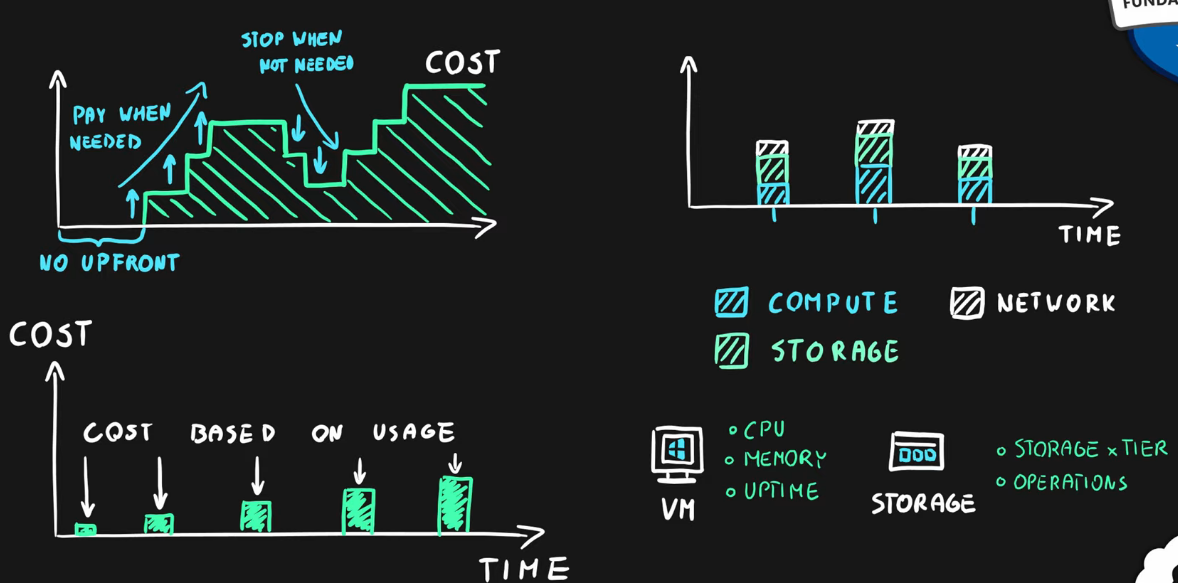 FUNDA
STOP WHEN
NOT NEEDED
COST
PAY WHEN
NEEDED
NO UPFRONT
TIME
COMPUTE
NETWORK
STORAGE
COST
COST BASED ON USAGE
TIME
VM
CPU
MEMORY
UPTIME
STORAGE
STORAGE x TIER
OPERATIONS